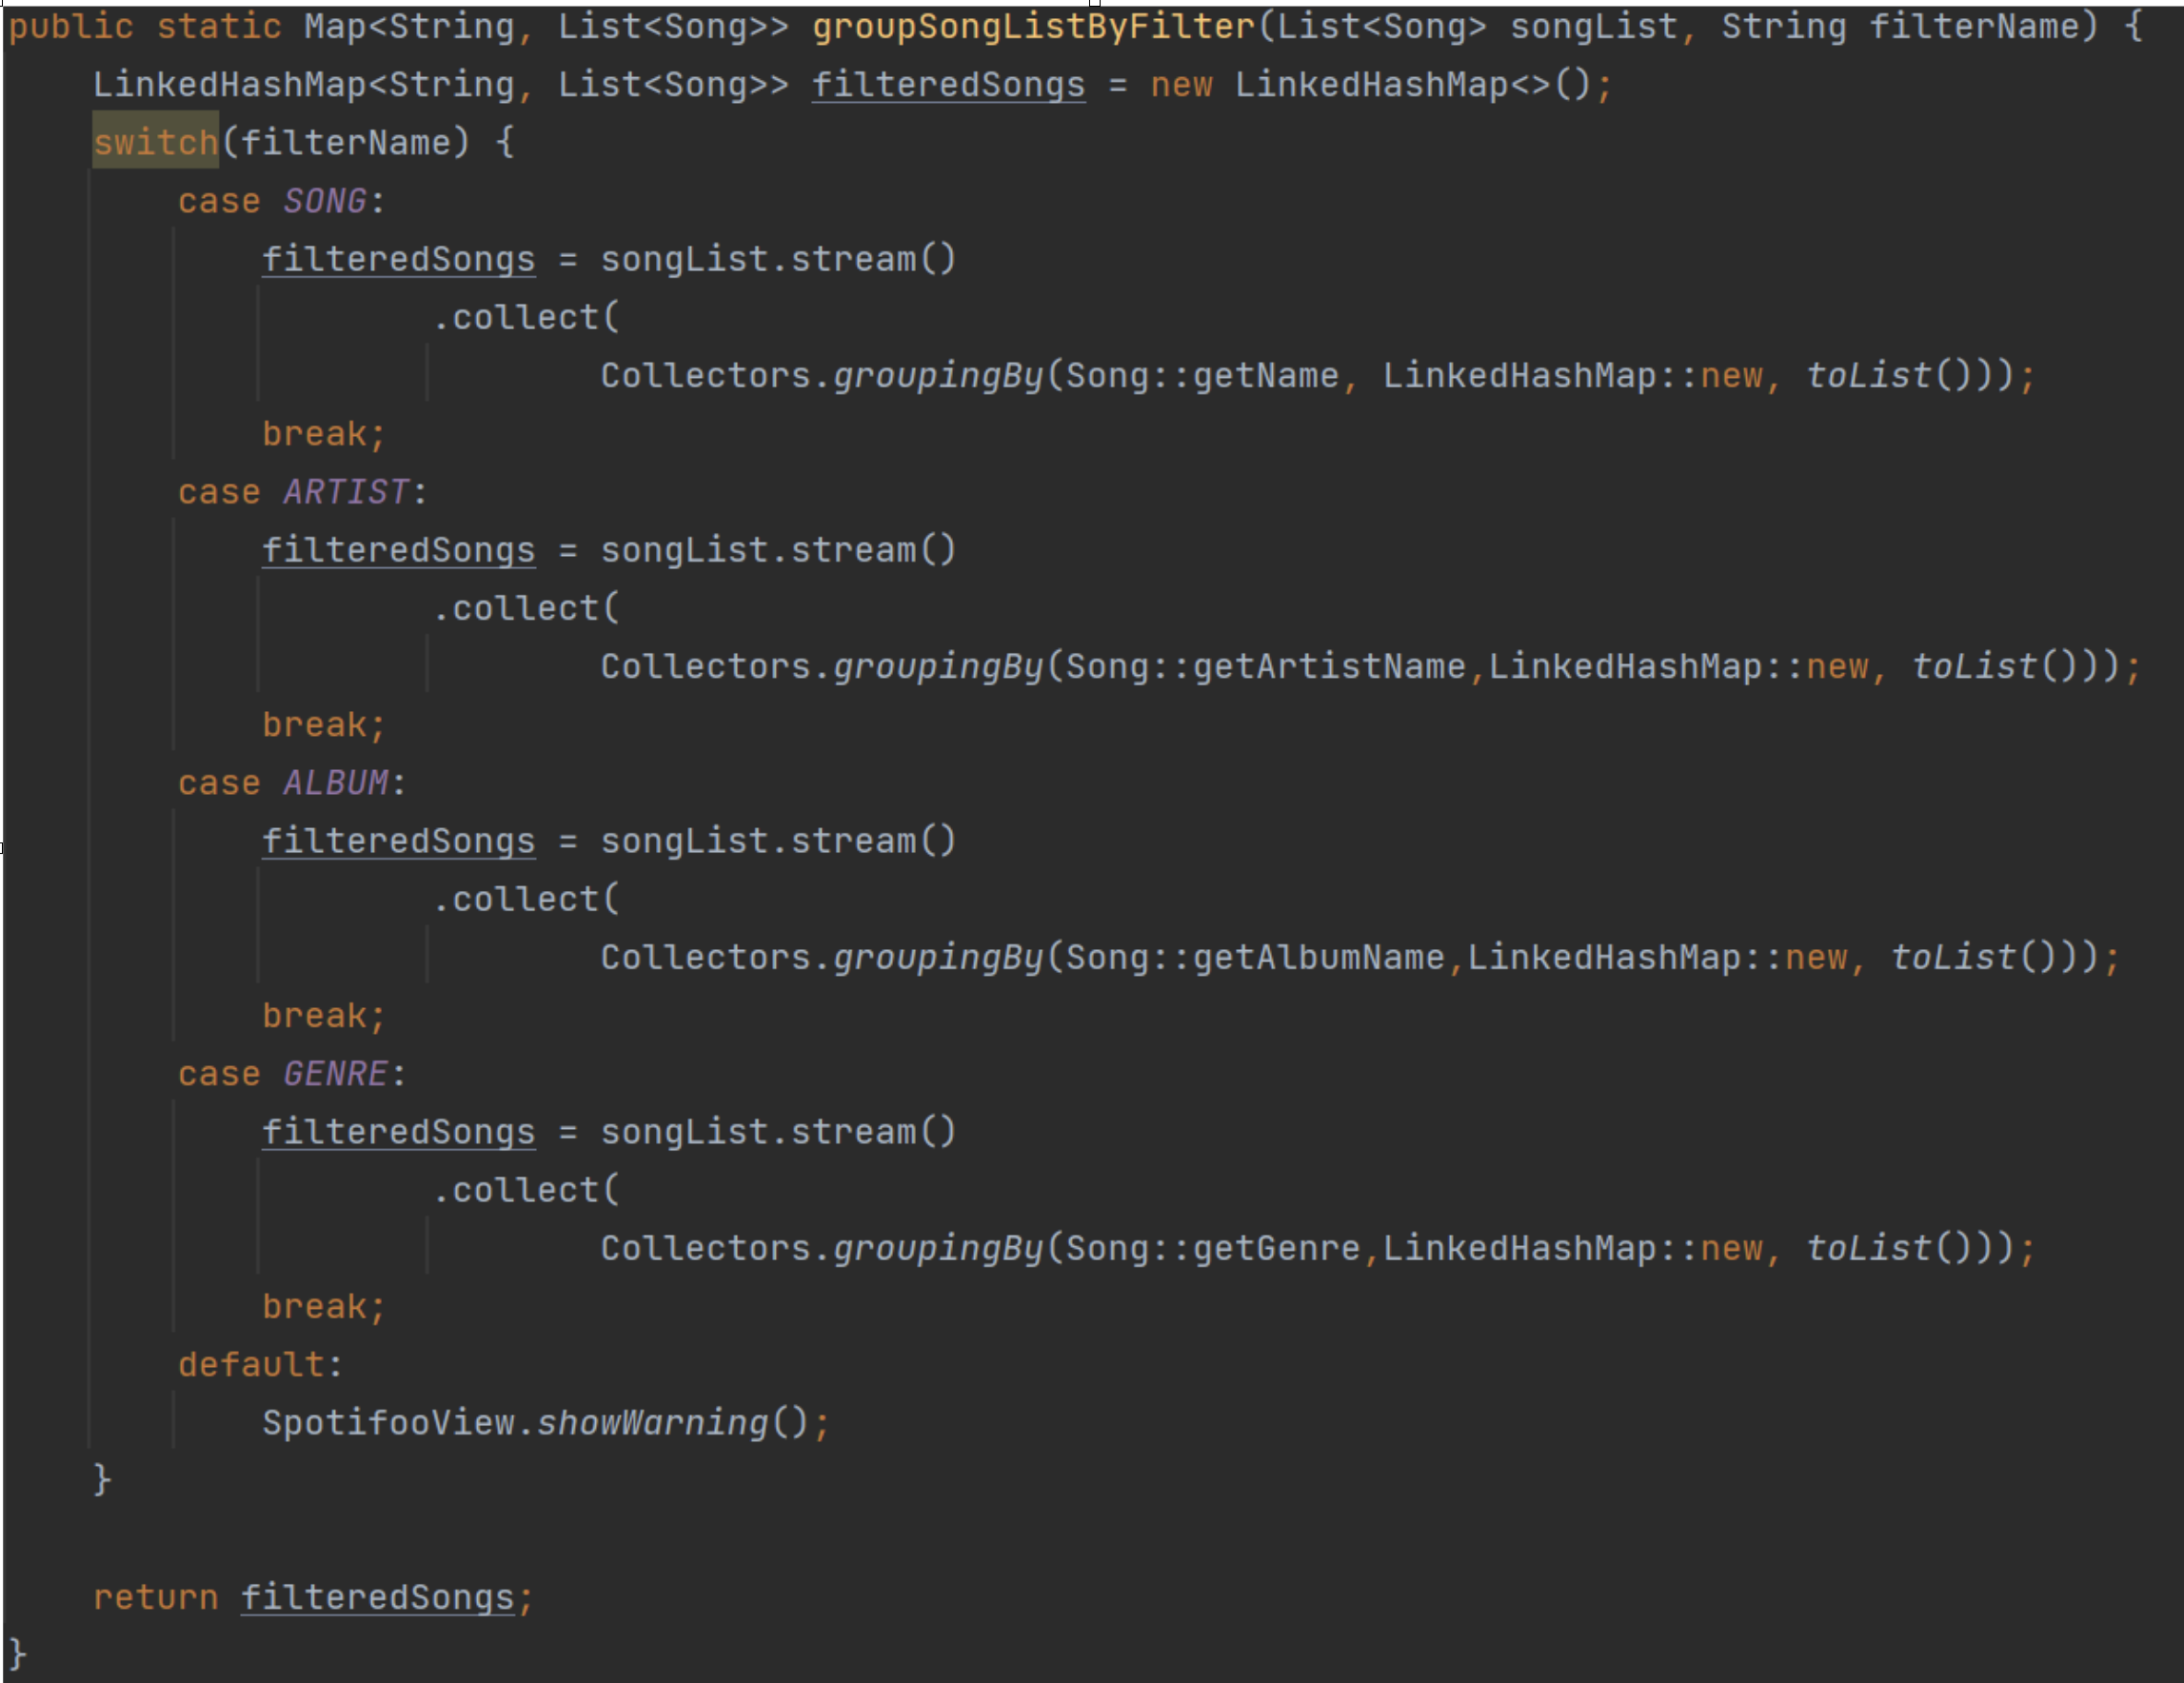 public static Map<String, List<Song>> groupSongListByFilter(List<Song> songList, String filterName) {
    LinkedHashMap<String, List<Song>> filteredSongs = new LinkedHashMap<>();
    switch(filterName) {
        case SONG:
            filteredSongs = songList.stream()
                    .collect(
                            Collectors.groupingBy(Song::getName, LinkedHashMap::new, toList()));
            break;
        case ARTIST:
            filteredSongs = songList.stream()
                    .collect(
                            Collectors.groupingBy(Song::getArtistName,LinkedHashMap::new, toList()));
            break;
        case ALBUM:
            filteredSongs = songList.stream()
                    .collect(
                            Collectors.groupingBy(Song::getAlbumName,LinkedHashMap::new, toList()));
            break;
        case GENRE:
            filteredSongs = songList.stream()
                    .collect(
                            Collectors.groupingBy(Song::getGenre,LinkedHashMap::new, toList()));
            break;
        default:
            SpotifooView.showWarning();
    }

    return filteredSongs;
}